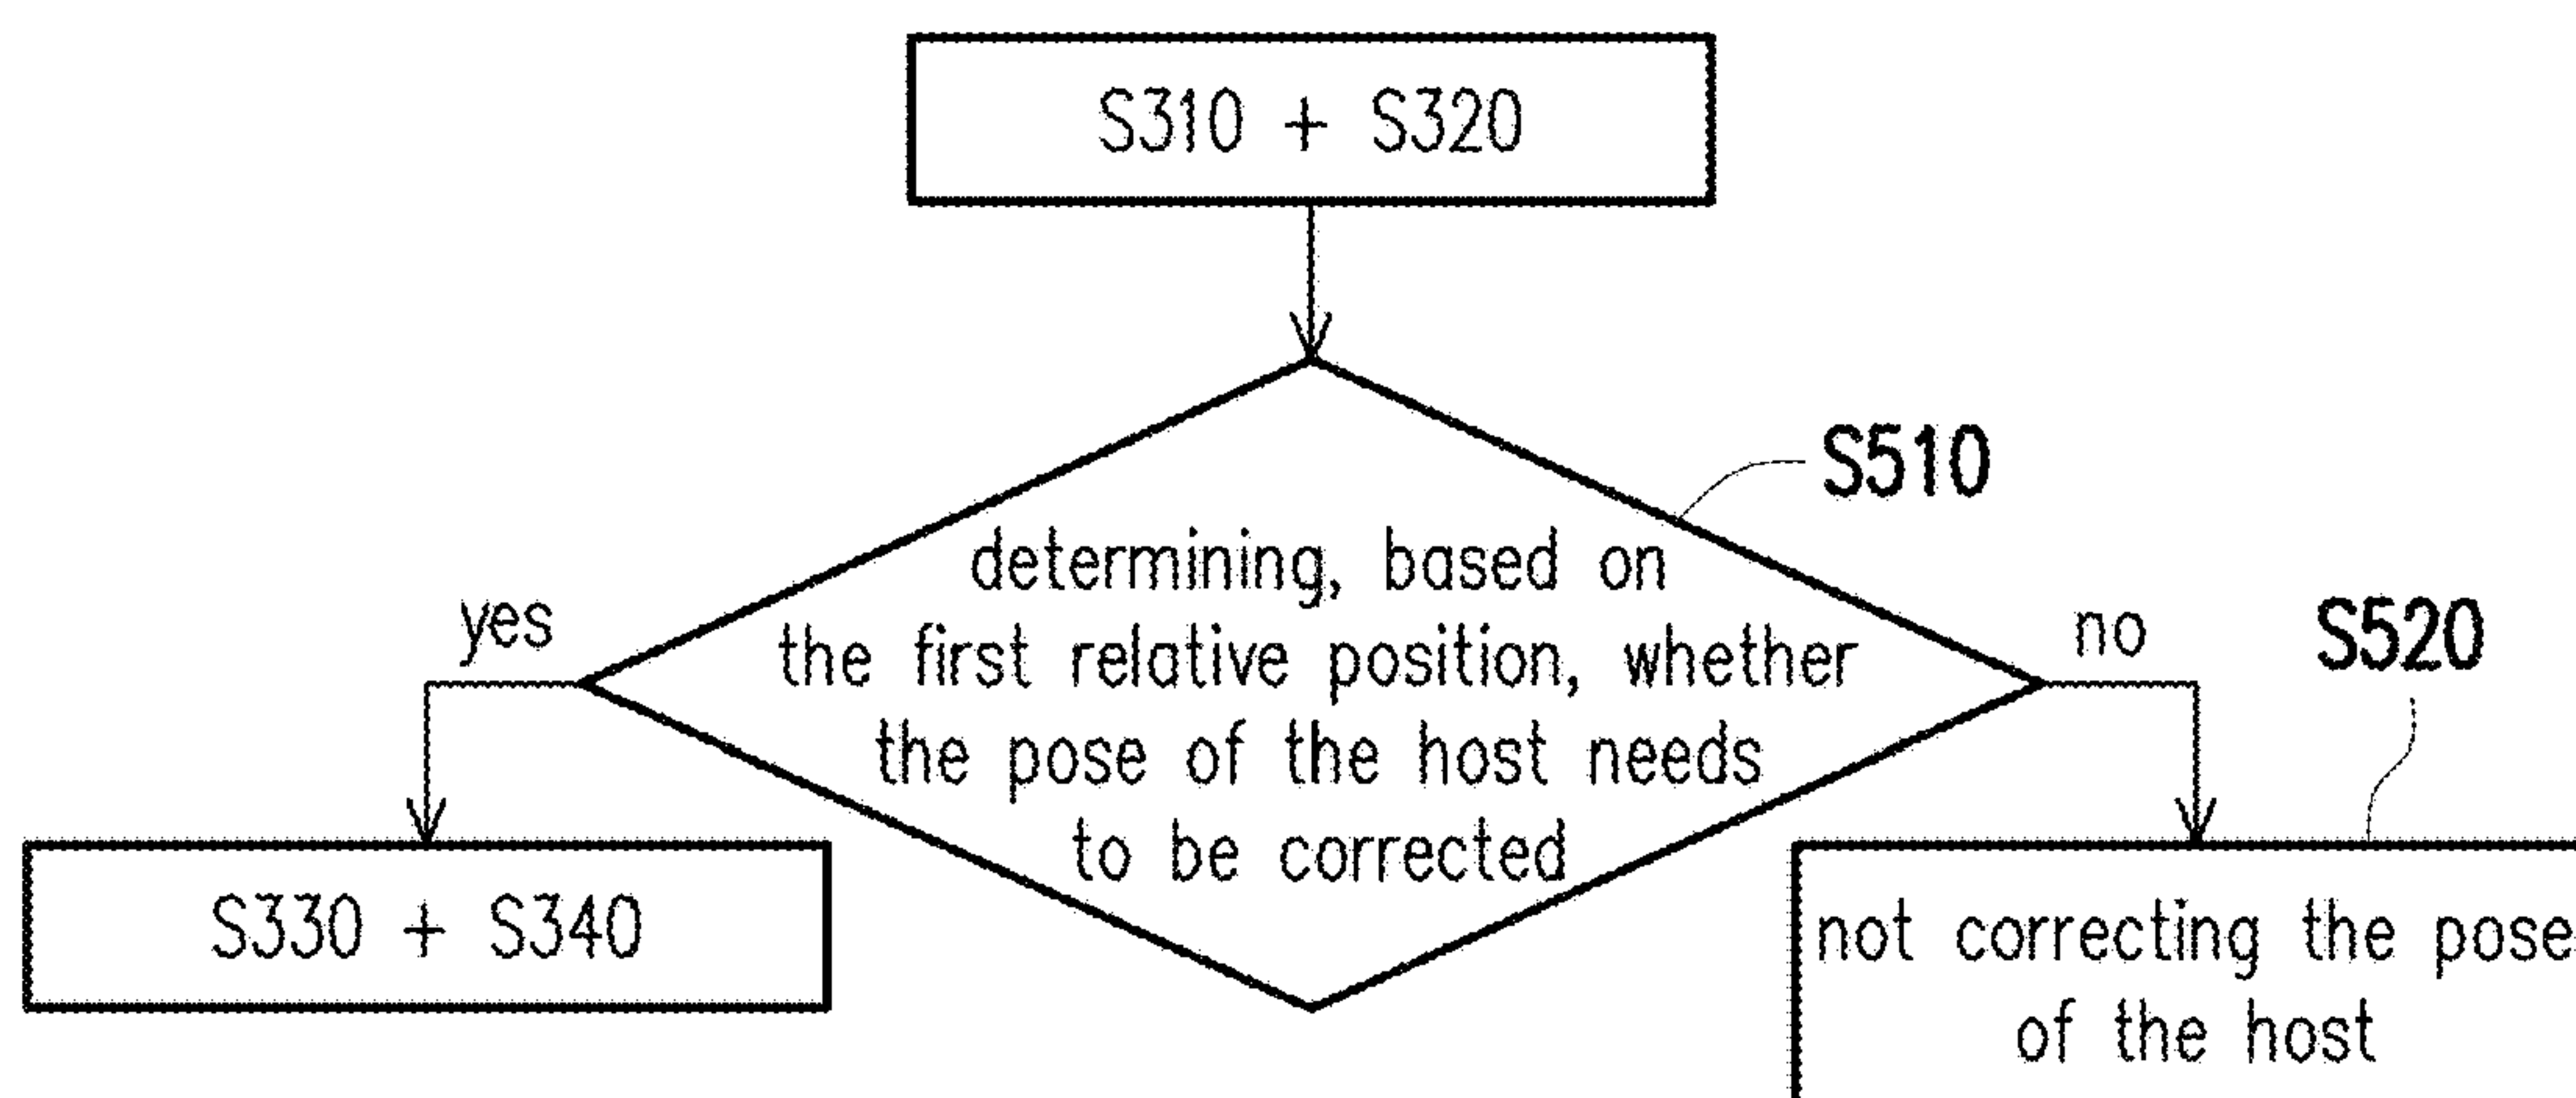 S310 + S320
S510
determining, based on
the first relative position, whether
the pose of the host needs
to be corrected
yes
no
S520
S330 + S340
not correcting the pose
of the host